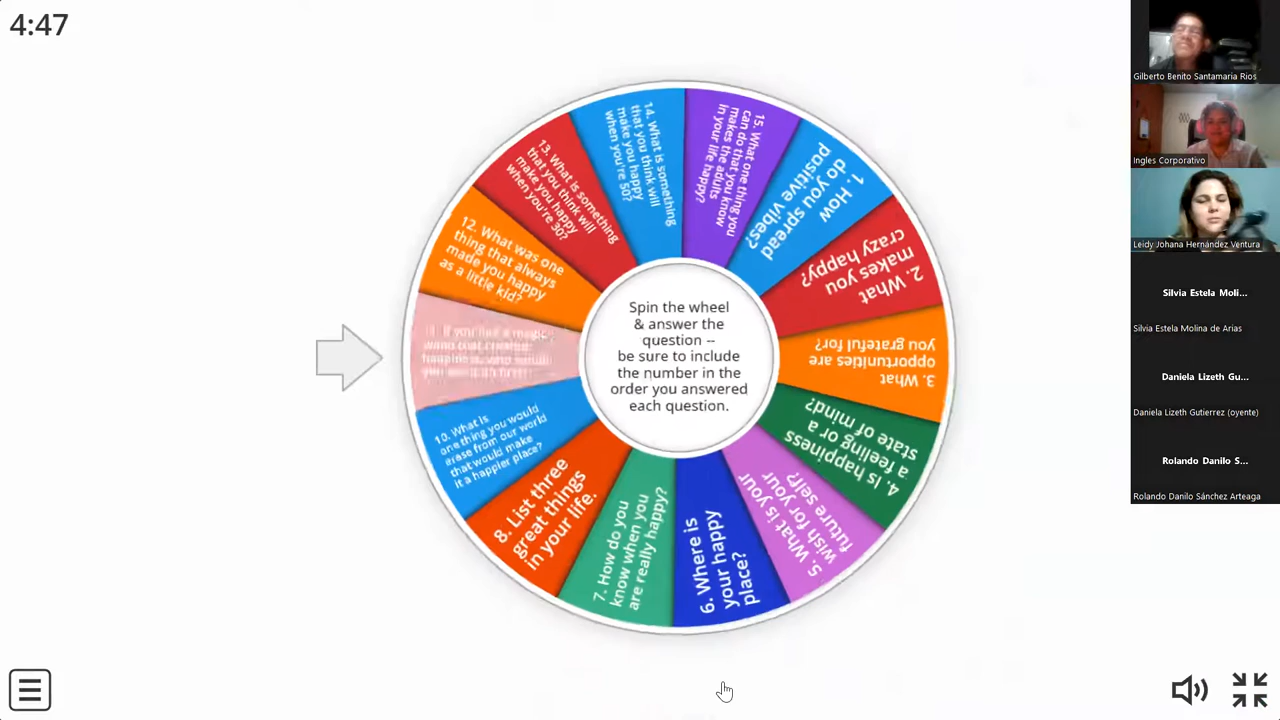 4:47
Spin the wheel
& answer the
question --
be sure to include
the number in the
order you answered
each question.
1. How
do you spread
positive vibes?
2. What
makes you
crazy happy?
3. What
opportunities are
you grateful for?
4. Is happiness
a feeling or a
state of mind?
5. What is your
wish for your
future self?
6. Where is
your happy
place?
7. How do you
know when you
are really happy?
8. List three
great things
in your life.
10. What is
one thing you would
erase from our world
that would make
it a happier place?
12. What was one
thing that always
made you happy
as a little kid?
13. What is something
that you think will
make you happy
when you're 30?
14. What is something
that you think will
make you happy
when you're 50?
15. What one thing you
can do that you know
makes the adults
in your life happy?
Gilberto Benito Santamaria Rios
Ingles Corporativo
Leidy Johana Hernández Ventura
Silvia Estela Moli...
Silvia Estela Molina de Arias
Daniela Lizeth Gu...
Daniela Lizeth Gutierrez (oyente)
Rolando Danilo S...
Rolando Danilo Sánchez Arteaga